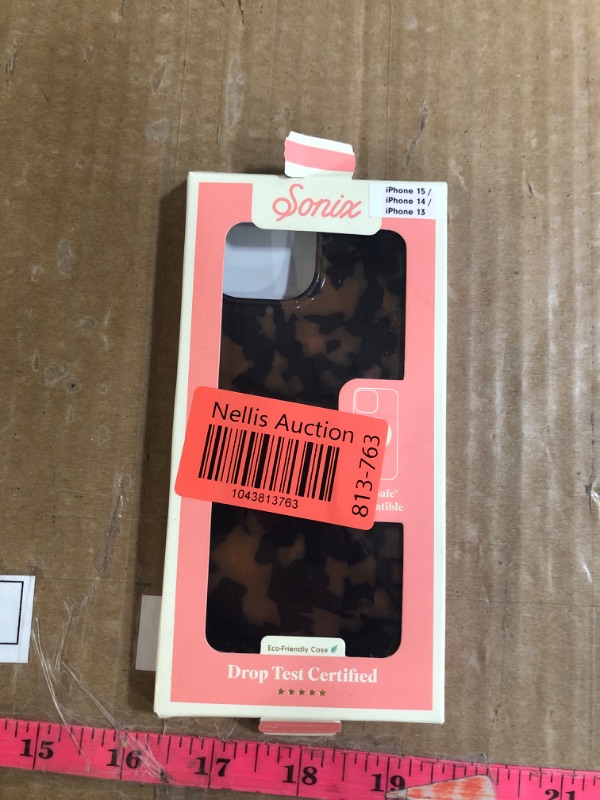 Sonix
iPhone 15 /
iPhone 14 /
iPhone 13
Nellis Auction
1043813763
813-763
Eco-Friendly Case
Drop Test Certified
15 16 17 18 19 21